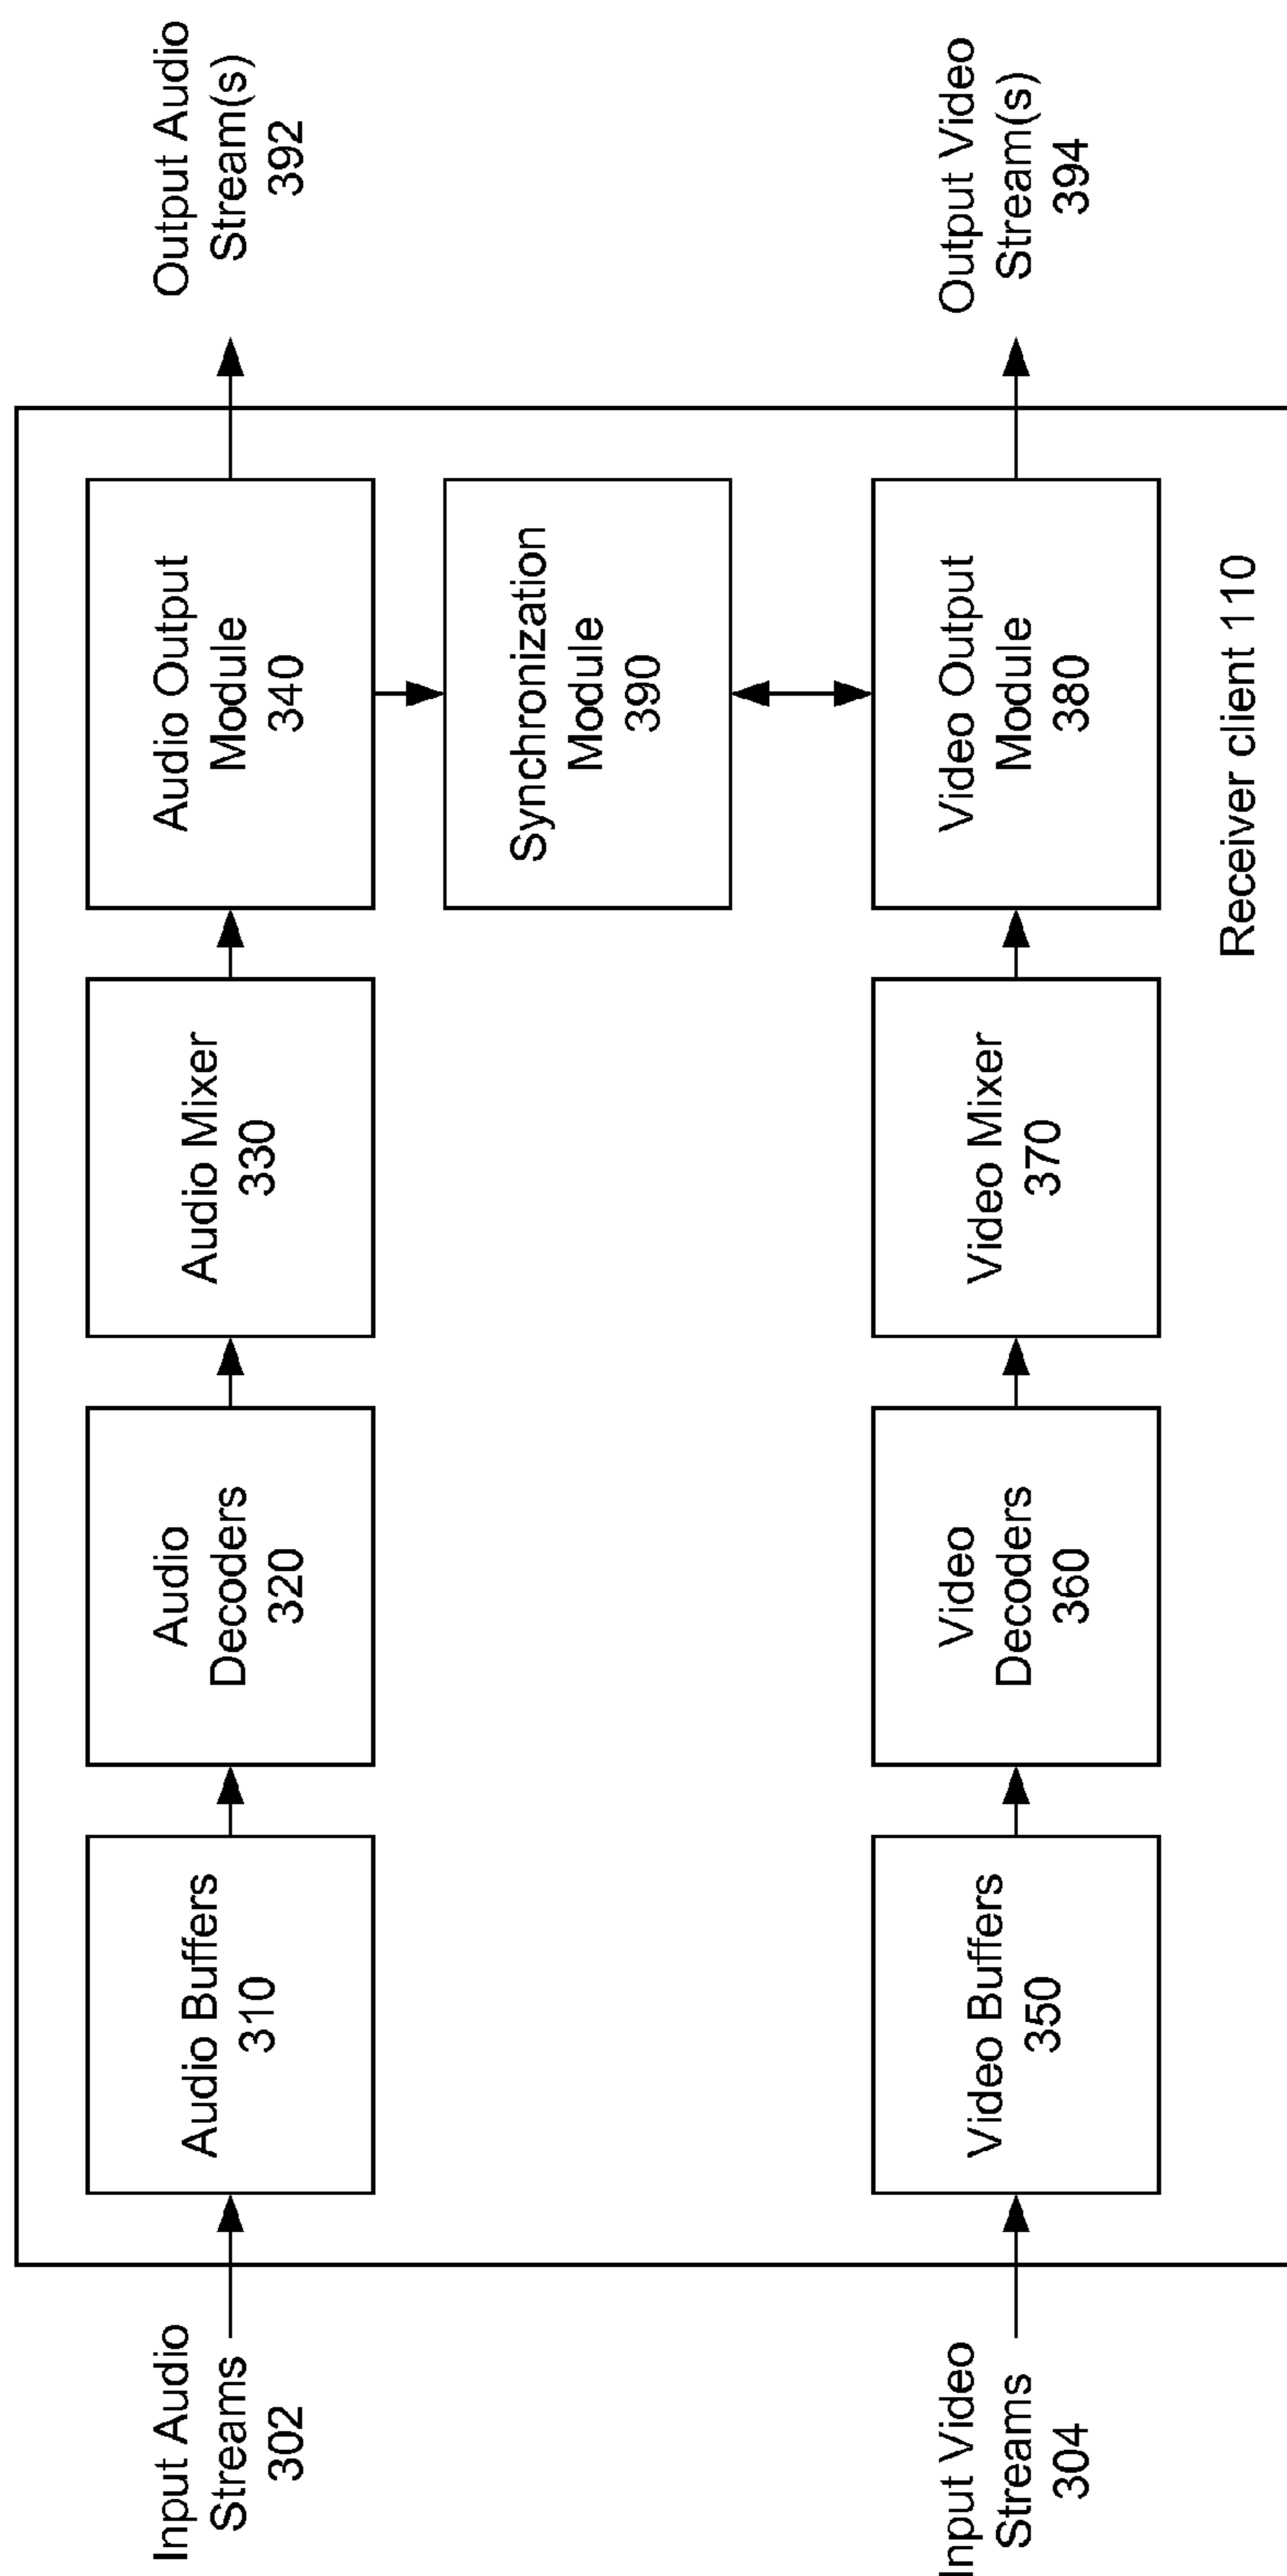 Input Audio
Streams
302
Audio Buffers
310
Audio
Decoders
320
Audio Mixer
330
Audio Output
Module
340
Output Audio
Stream(s)
392
Synchronization
Module
390
Input Video
Streams
304
Video Buffers
350
Video
Decoders
360
Video Mixer
370
Video Output
Module
380
Output Video
Stream(s)
394
Receiver client 110